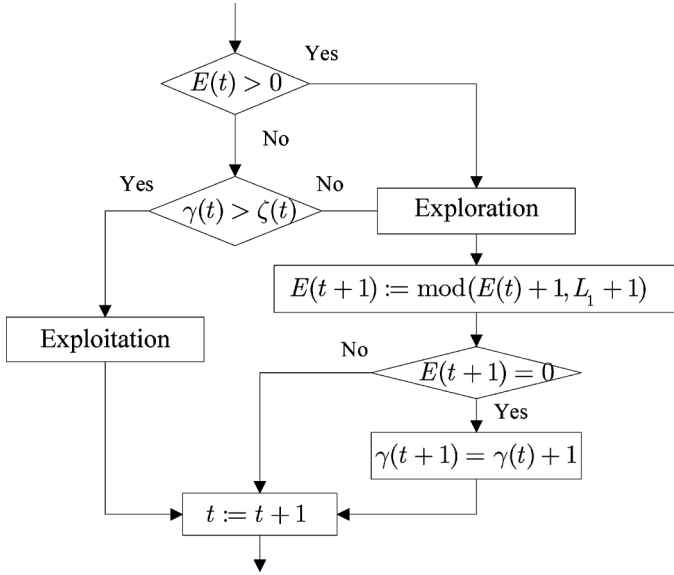 Yes
E(t) > 0
No
Yes
No
γ(t) > ζ(t)
Exploration
E(t + 1) := mod(E(t) + 1, L₁ + 1)
Exploitation
No
E(t + 1) = 0
Yes
γ(t + 1) = γ(t) + 1
t := t + 1